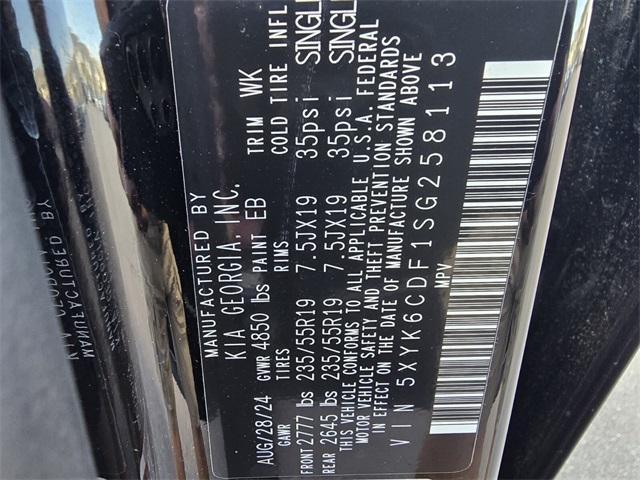 MANUFACTURED BY
KIA GEORGIA, INC.
AUG/28/24 GVWR 4850 lbs PAINT EB TRIM WK
GAWR TIRES RIMS COLD TIRE INFL
FRONT 2777 lbs 235/55R19 7.5JX19 35psi SINGL
REAR 2645 lbs 235/55R19 7.5JX19 35psi SINGL
THIS VEHICLE CONFORMS TO ALL APPLICABLE U.S.A. FEDERAL
MOTOR VEHICLE SAFETY AND THEFT PREVENTION STANDARDS
IN EFFECT ON THE DATE OF MANUFACTURE SHOWN ABOVE
VIN 5XYK6CDF1SG258113
MPV
MANUFACTURED BY